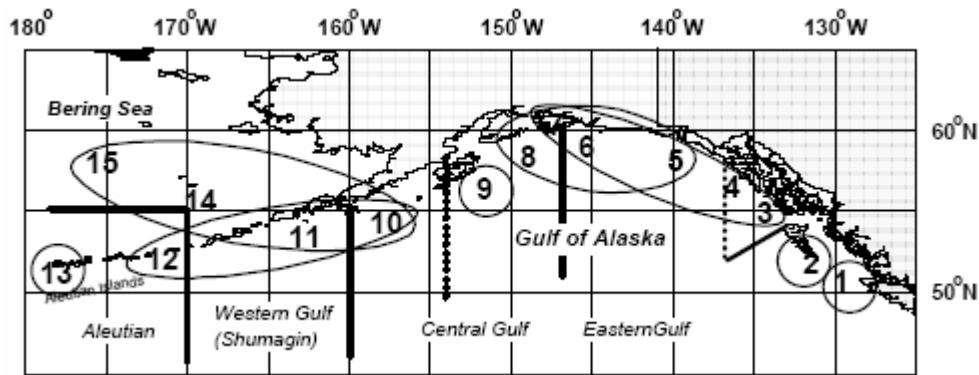 180°
170°W
160°W
150°W
140°W
130°W
Bering Sea
60°N
15
8
6
5
14
9
4
3
10
11
Gulf of Alaska
12
13
2
1
Aleutian Islands
50°N
Western Gulf
(Shumagin)
Aleutian
Central Gulf
EasternGulf